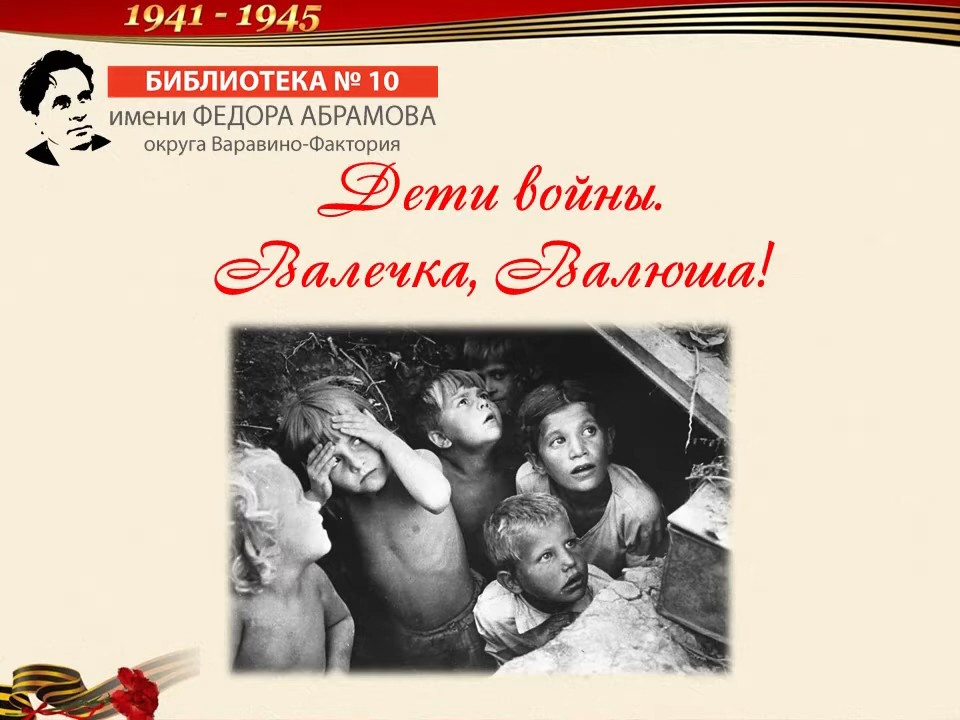 1941 - 1945
БИБЛИОТЕКА № 10
имени ФЕДОРА АБРАМОВА
округа Варавино-Фактория
Дети войны.
Валечка, Валюша!